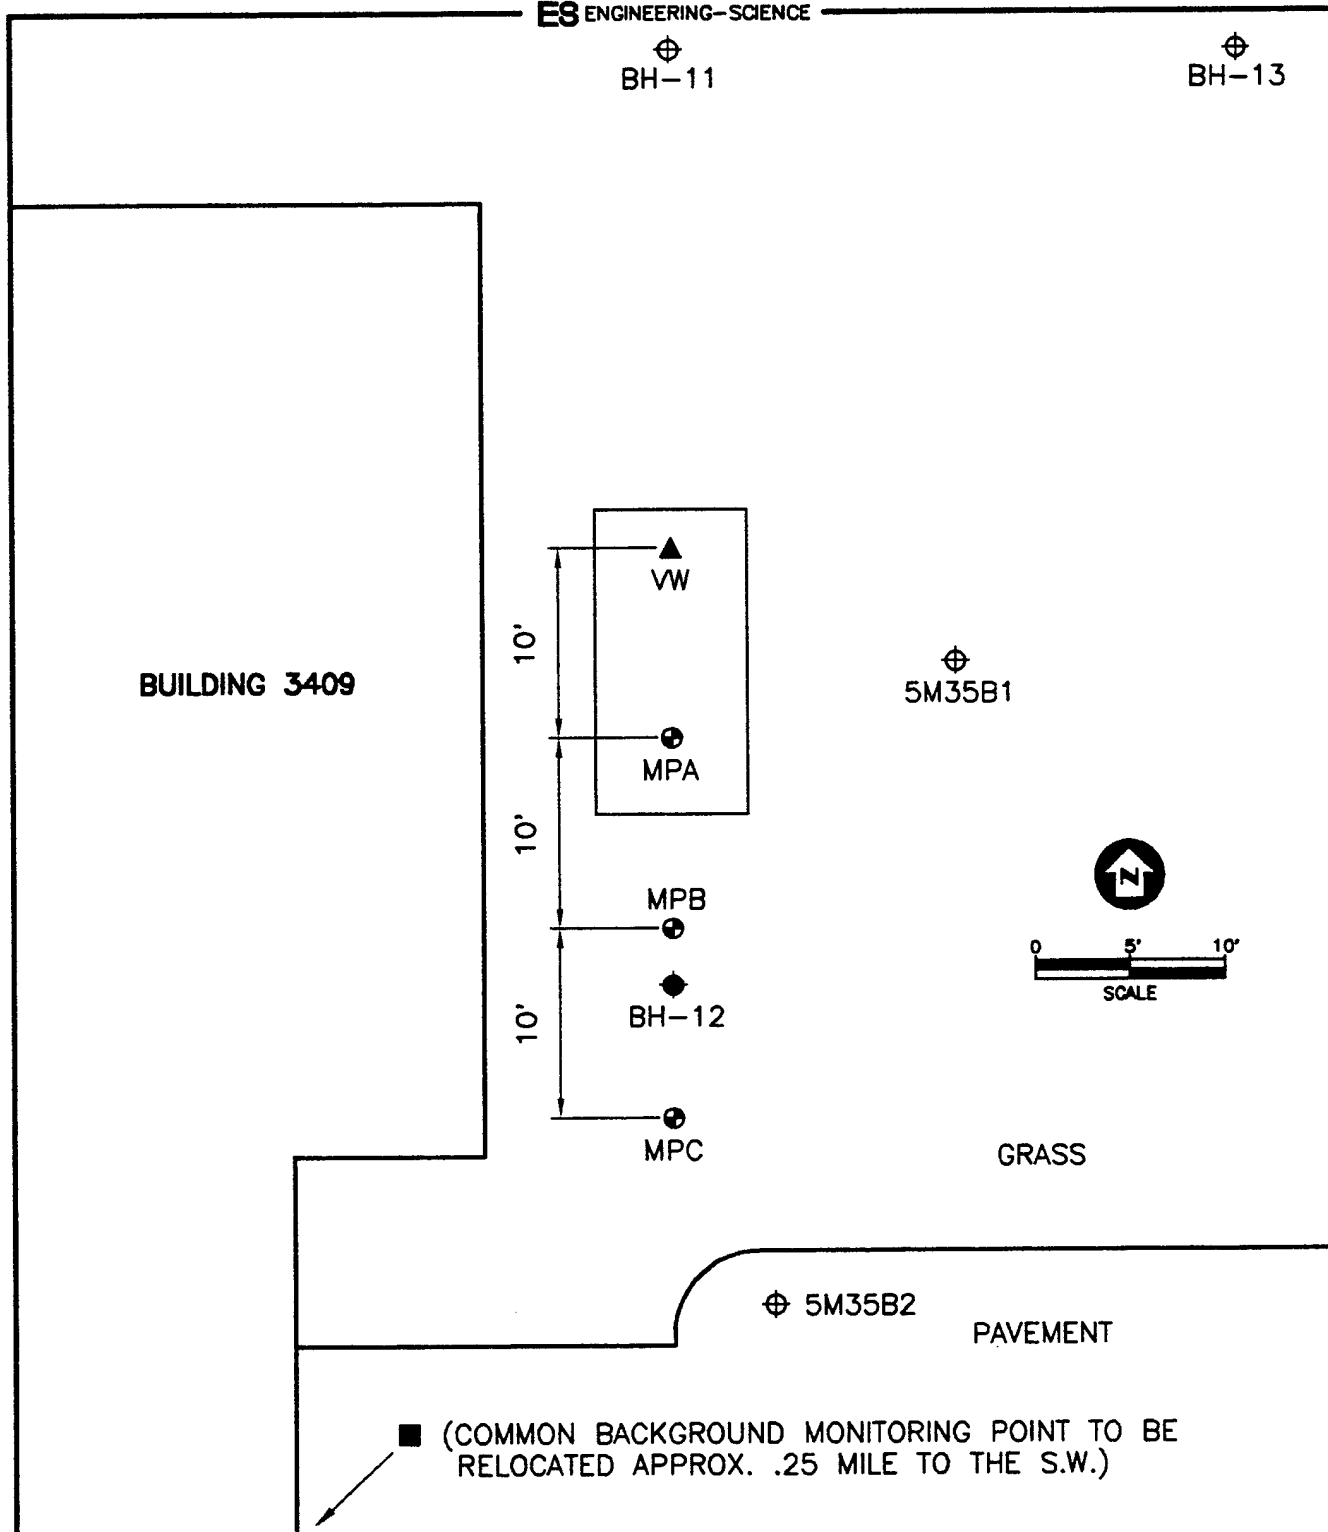 ES ENGINEERING-SCIENCE
BH-11
BH-13
VW
10'
BUILDING 3409
5M35B1
MPA
10'
MPB
N
0 5' 10'
SCALE
BH-12
10'
MPC
GRASS
5M35B2
PAVEMENT
(COMMON BACKGROUND MONITORING POINT TO BE
RELOCATED APPROX. .25 MILE TO THE S.W.)